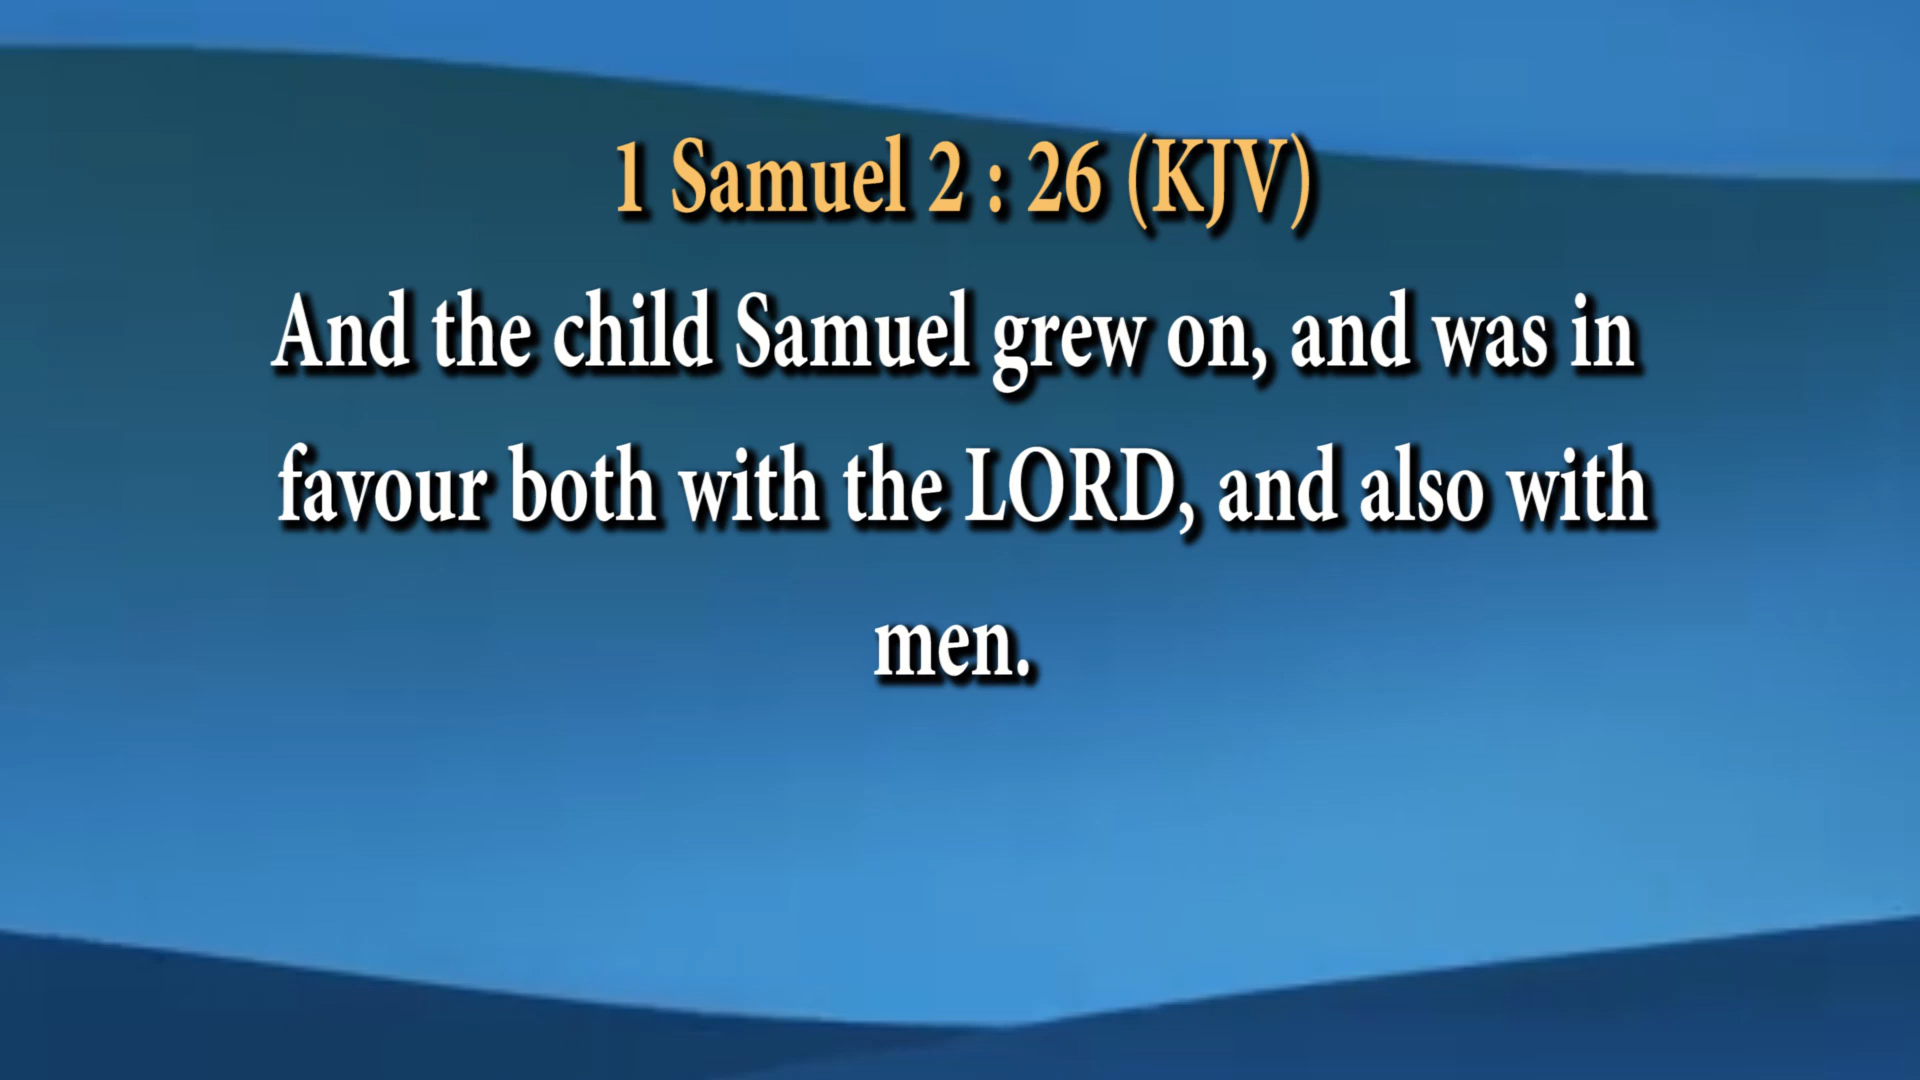 1 Samuel 2 : 26 (KJV)
And the child Samuel grew on, and was in
favour both with the LORD, and also with
men.